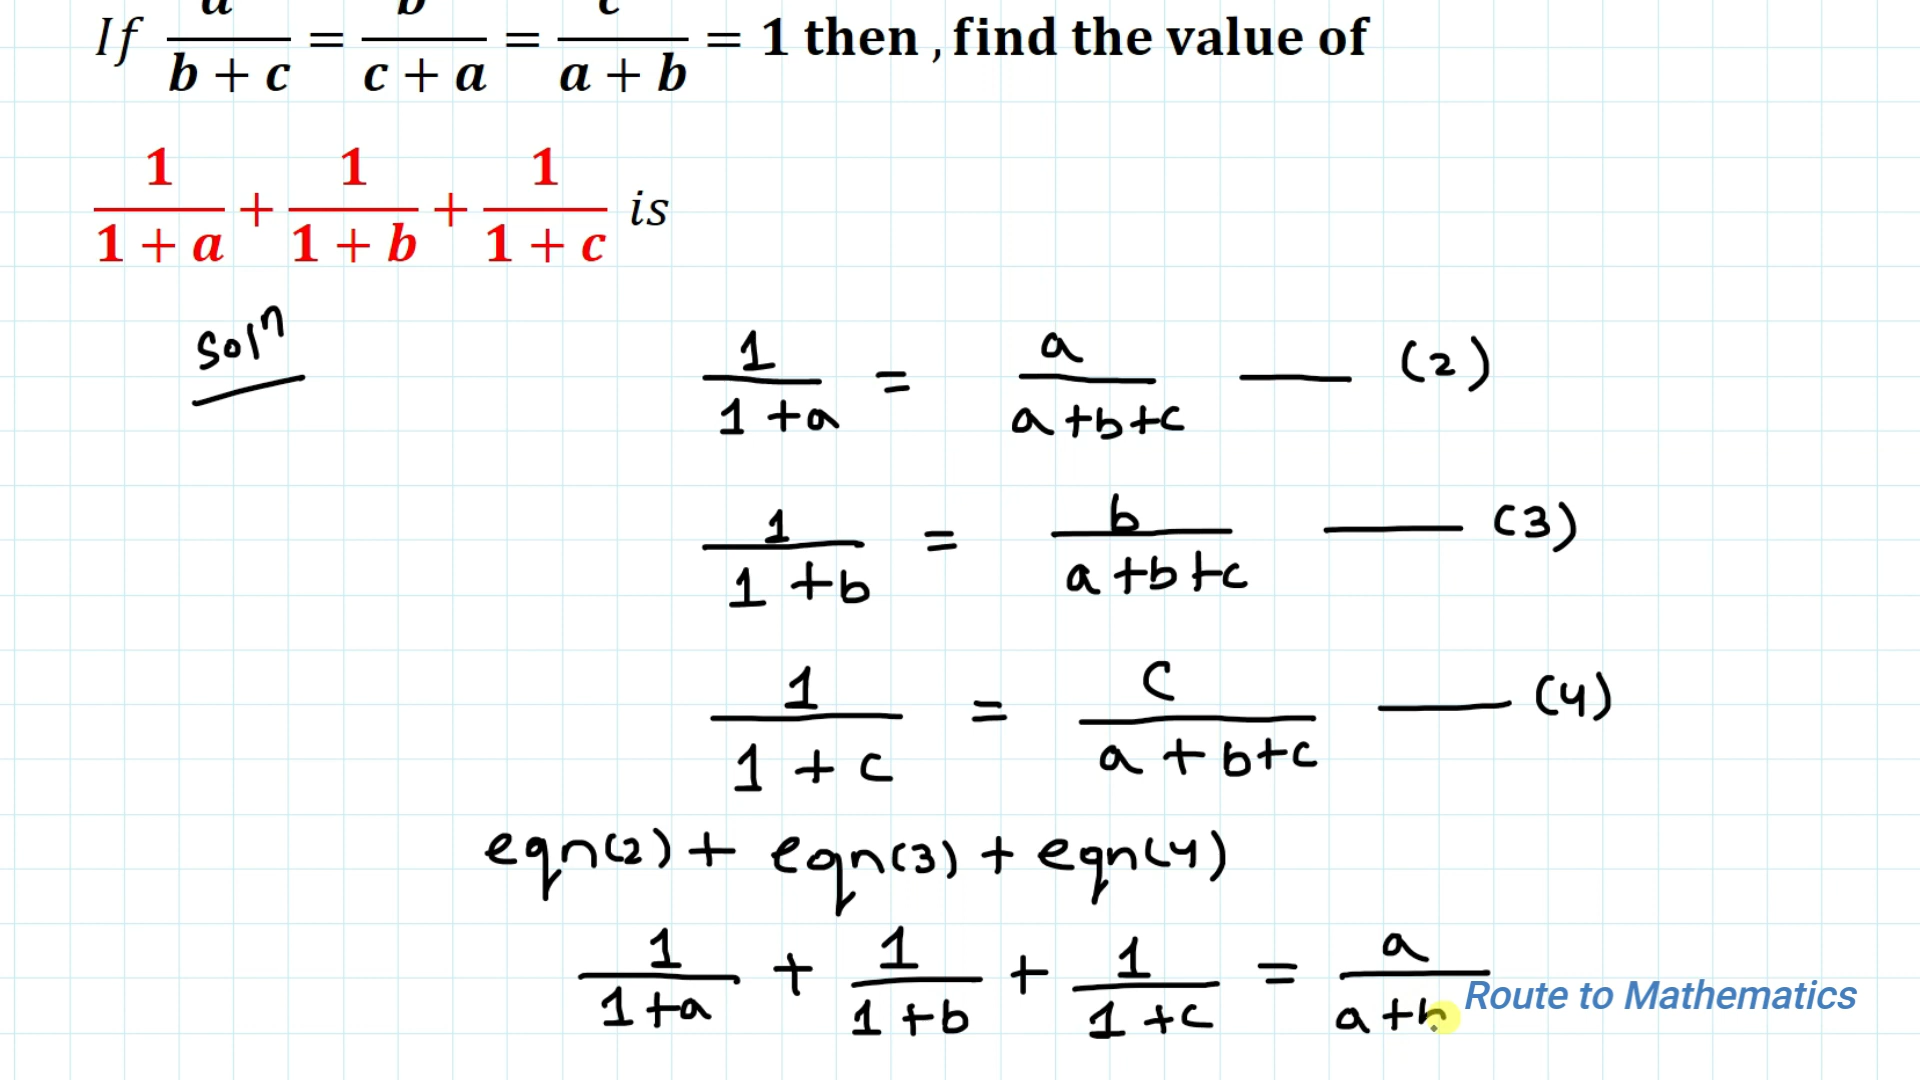 If a/(b + c) = b/(c + a) = c/(a + b) = 1 then , find the value of
1/(1 + a) + 1/(1 + b) + 1/(1 + c) is
Solⁿ
1/(1+a) = a/(a+b+c) — (2)
1/(1+b) = b/(a+b+c) — (3)
1/(1+c) = c/(a+b+c) — (4)
eqn(2) + eqn(3) + eqn(4)
1/(1+a) + 1/(1+b) + 1/(1+c) = a/(a+b
Route to Mathematics